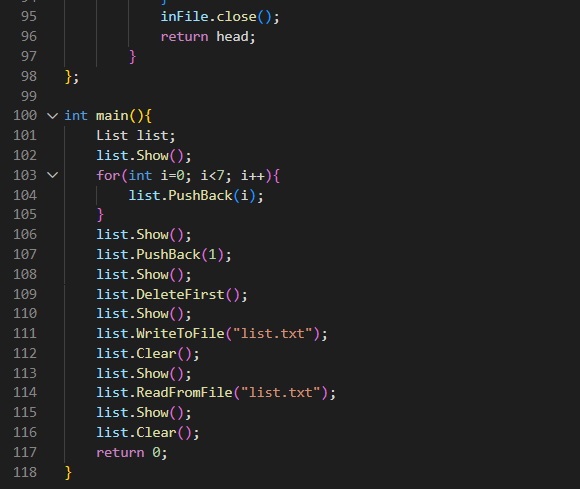 95 inFile.close();
96 return head;
97 }
98 };
99
100 int main(){
101 List list;
102 list.Show();
103 for(int i=0; i<7; i++){
104 list.PushBack(i);
105 }
106 list.Show();
107 list.PushBack(1);
108 list.Show();
109 list.DeleteFirst();
110 list.Show();
111 list.WriteToFile("list.txt");
112 list.Clear();
113 list.Show();
114 list.ReadFromFile("list.txt");
115 list.Show();
116 list.Clear();
117 return 0;
118 }